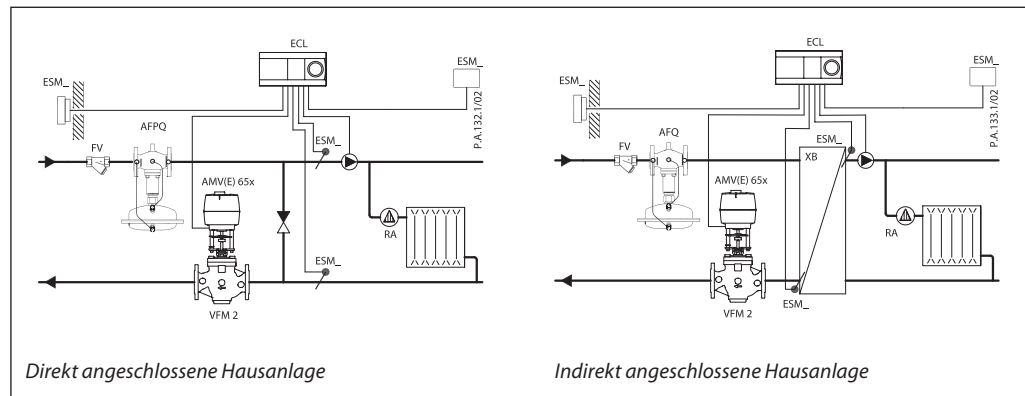 ECL
ESM_
ESM_
P.A.132.1/02
AFPQ
FV
ESM_
AMV(E) 65x
RA
ESM_
VFM 2
Direkt angeschlossene Hausanlage
ECL
ESM_
ESM_
P.A.133.1/02
AFQ
FV
ESM_
XB
AMV(E) 65x
RA
ESM_
VFM 2
Indirekt angeschlossene Hausanlage